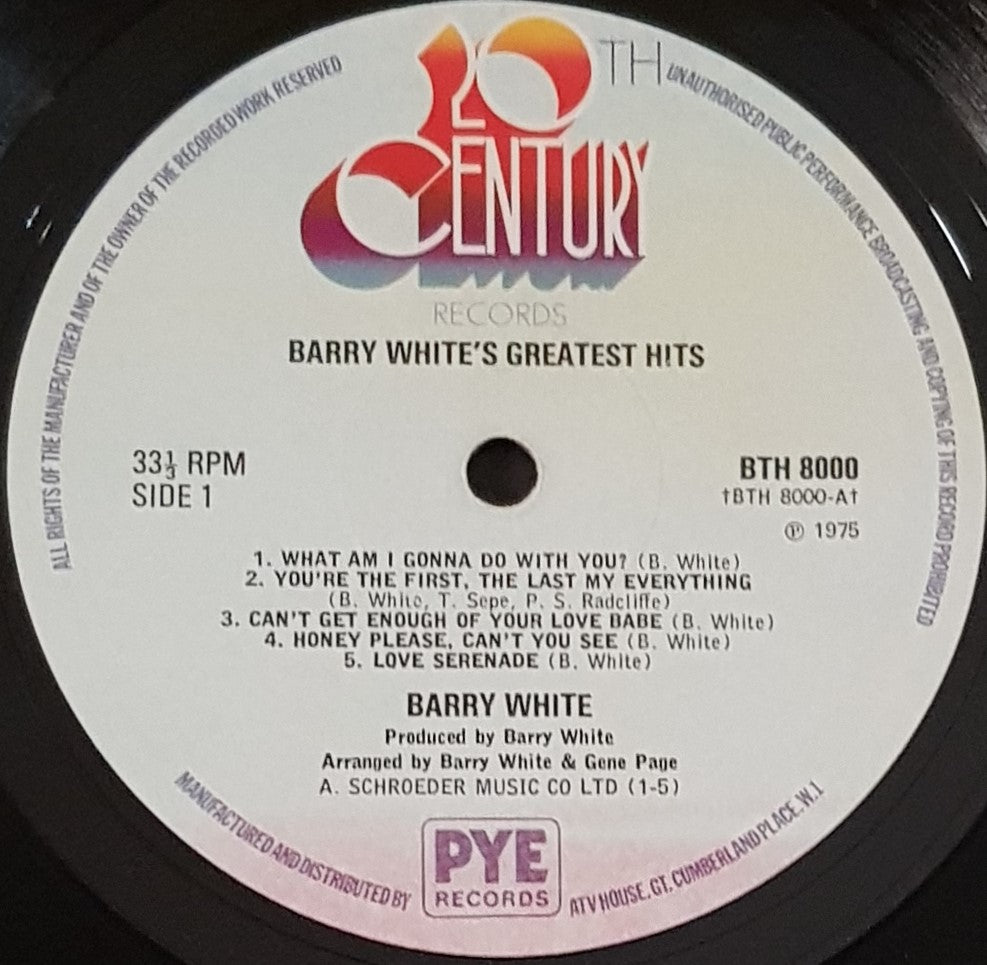 20TH
CENTURY
RECORDS
BARRY WHITE'S GREATEST HITS
33⅓ RPM
SIDE 1
BTH 8000
†BTH 8000-A†
℗ 1975
1. WHAT AM I GONNA DO WITH YOU? (B. White)
2. YOU'RE THE FIRST, THE LAST MY EVERYTHING
(B. White, T. Sepe, P. S. Radcliffe)
3. CAN'T GET ENOUGH OF YOUR LOVE BABE (B. White)
4. HONEY PLEASE, CAN'T YOU SEE (B. White)
5. LOVE SERENADE (B. White)
BARRY WHITE
Produced by Barry White
Arranged by Barry White & Gene Page
A. SCHROEDER MUSIC CO LTD (1-5)
PYE
RECORDS
ALL RIGHTS OF THE MANUFACTURER AND OF THE OWNER OF THE RECORDED WORK RESERVED
UNAUTHORISED PUBLIC PERFORMANCE BROADCASTING AND COPYING OF THIS RECORD PROHIBITED
MANUFACTURED AND DISTRIBUTED BY
ATV HOUSE, GT. CUMBERLAND PLACE, W.1